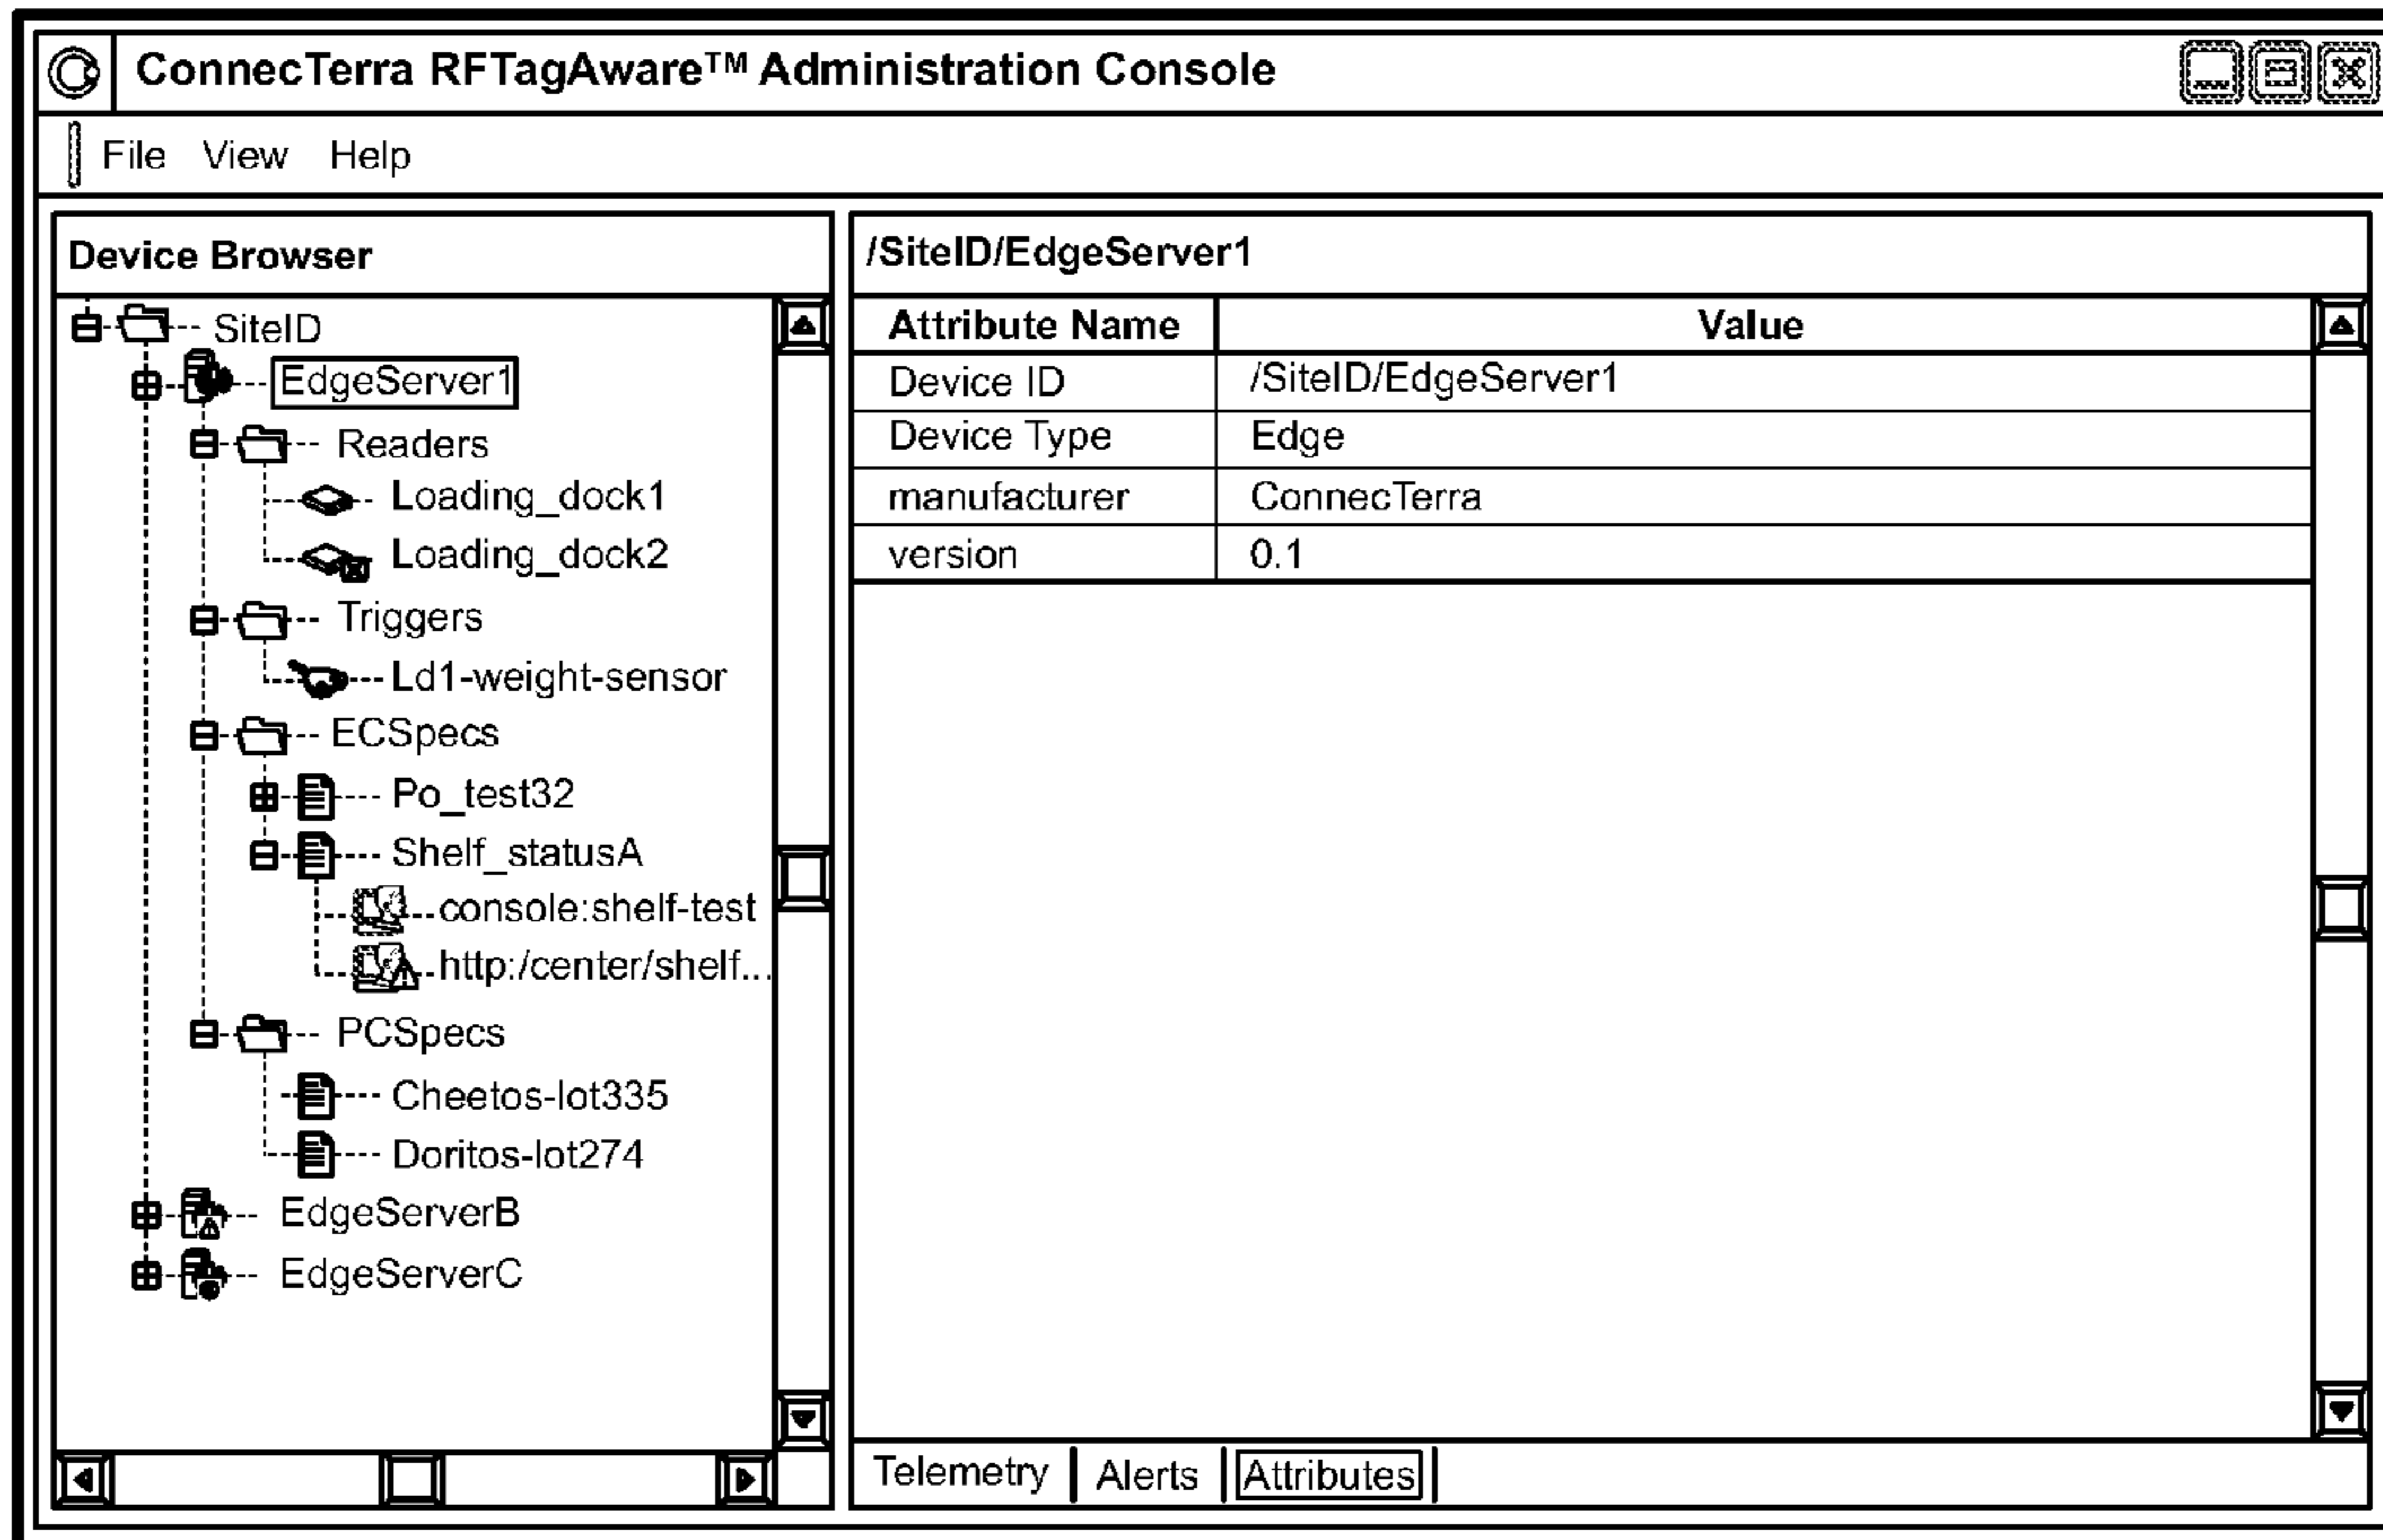 ConnecTerra RFTagAware™ Administration Console
File View Help
Device Browser
SiteID
EdgeServer1
Readers
Loading_dock1
Loading_dock2
Triggers
Ld1-weight-sensor
ECSpecs
Po_test32
Shelf_statusA
console:shelf-test
http:/center/shelf...
PCSpecs
Cheetos-lot335
Doritos-lot274
EdgeServerB
EdgeServerC
/SiteID/EdgeServer1
Attribute Name Value
Device ID /SiteID/EdgeServer1
Device Type Edge
manufacturer ConnecTerra
version 0.1
Telemetry Alerts Attributes